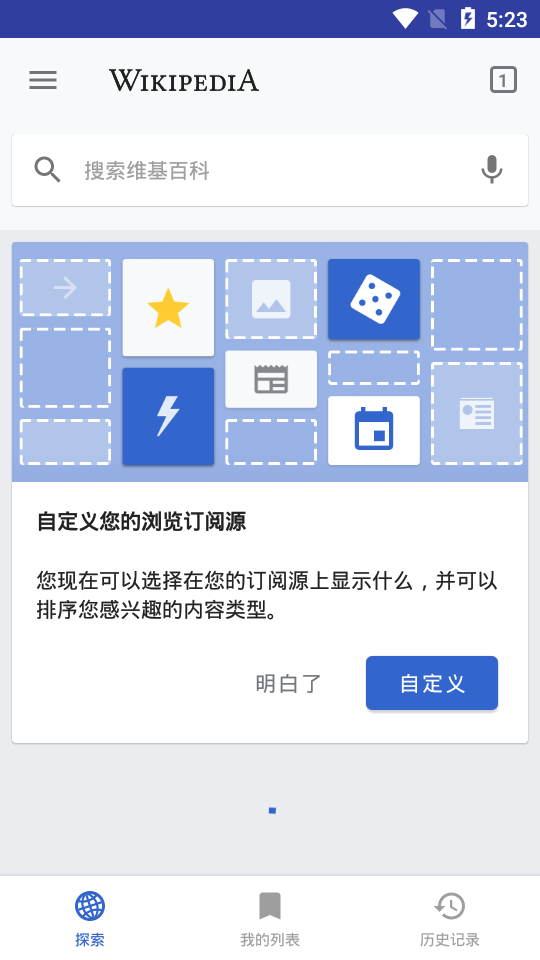 5:23
WIKIPEDIA
1
搜索维基百科
自定义您的浏览订阅源
您现在可以选择在您的订阅源上显示什么，并可以
排序您感兴趣的内容类型。
明白了
自定义
探索
我的列表
历史记录